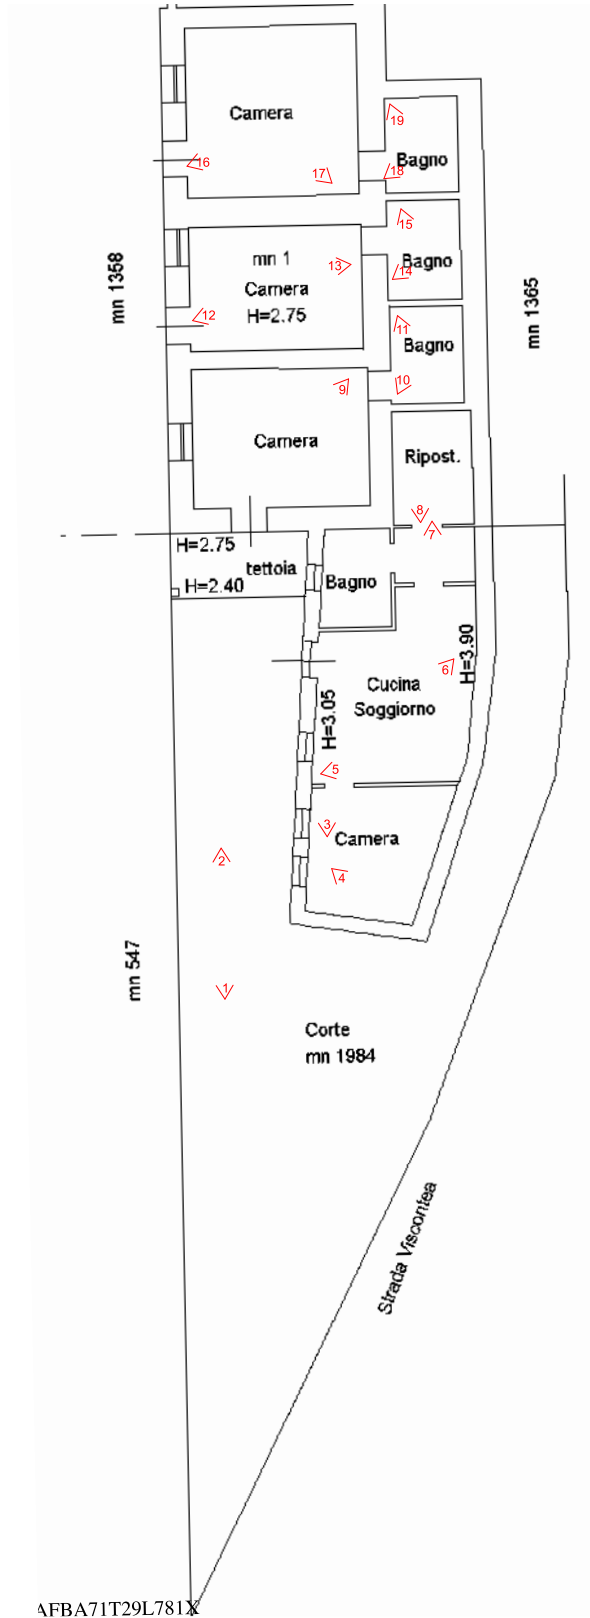 Camera
19
Bagno
16
17
18
mn 1358
mn 1
Camera
H=2.75
13
12
15
Bagno
14
mn 1365
11
Bagno
10
9
Camera
Ripost.
8
7
H=2.75
tettoia
H=2.40
Bagno
H=3.90
6
Cucina
Soggiorno
H=3.05
5
3
Camera
4
2
mn 547
1
Corte
mn 1984
Strada Viscontea
AFBA71T29L781X